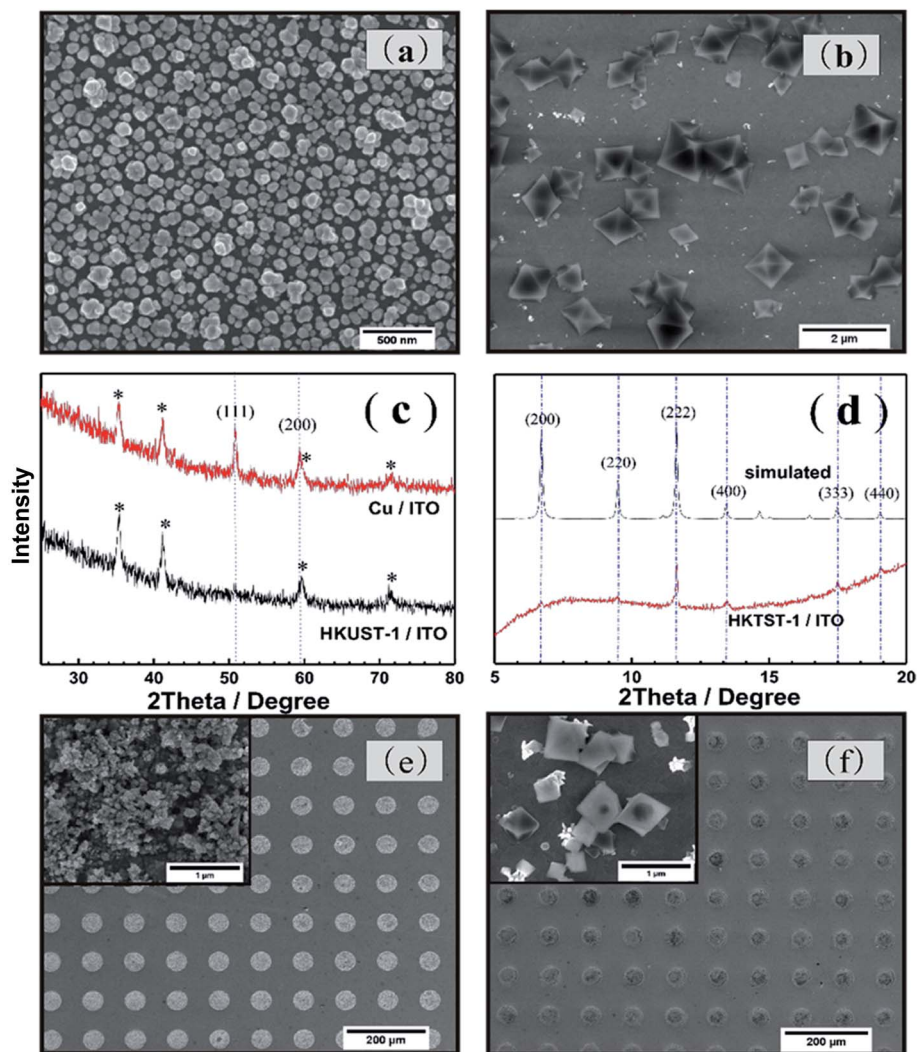 (a)
500 nm
(b)
2 µm
(c)
* * (111) (200) * *
Cu / ITO
* * * *
HKUST-1 / ITO
Intensity
30 40 50 60 70 80
2Theta / Degree
(d)
(200) (220) (222) (400) (333) (440)
simulated
HKTST-1 / ITO
5 10 15 20
2Theta / Degree
(e)
1 µm
200 µm
(f)
1 µm
200 µm